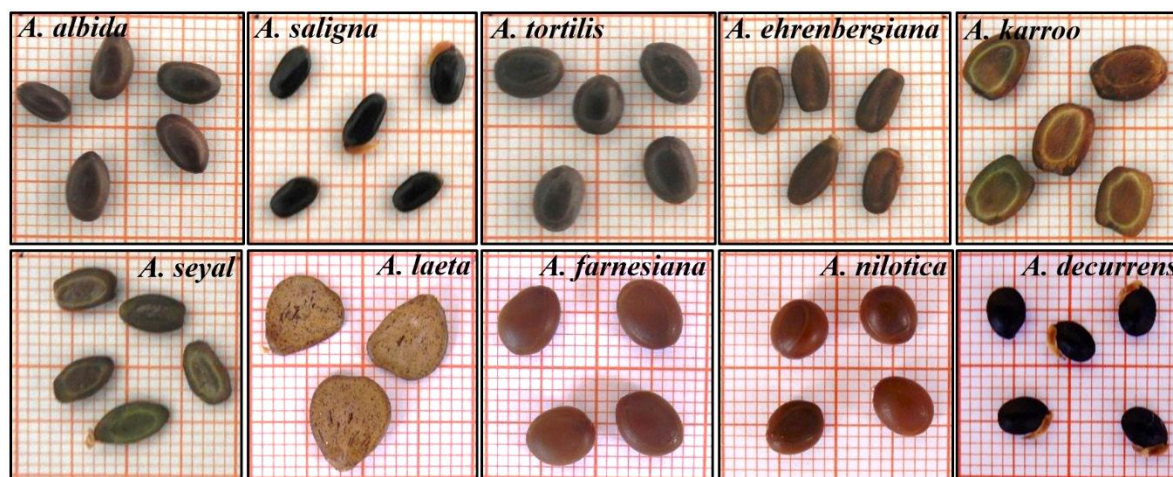 A. albida
A. saligna
A. tortilis
A. ehrenbergiana
A. karroo
A. seyal
A. laeta
A. farnesiana
A. nilotica
A. decurrens